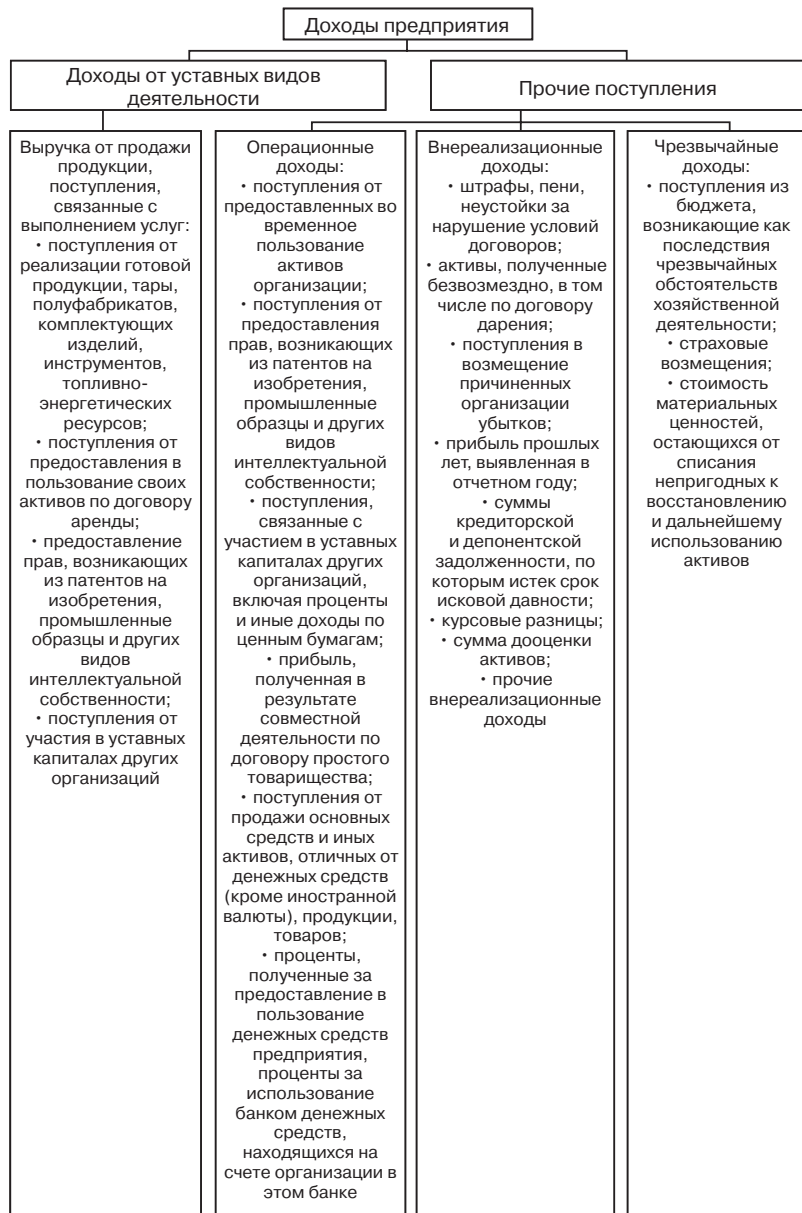 Доходы предприятия
Доходы от уставных видов
деятельности
Прочие поступления
Выручка от продажи
продукции,
поступления,
связанные с
выполнением услуг:
• поступления от
реализации готовой
продукции, тары,
полуфабрикатов,
комплектующих
изделий,
инструментов,
топливно-
энергетических
ресурсов;
• поступления от
предоставления в
пользование своих
активов по договору
аренды;
• предоставление
прав, возникающих
из патентов на
изобретения,
промышленные
образцы и других
видов
интеллектуальной
собственности;
• поступления от
участия в уставных
капиталах других
организаций
Операционные
доходы:
• поступления от
предоставленных во
временное
пользование
активов
организации;
• поступления от
предоставления
прав, возникающих
из патентов на
изобретения,
промышленные
образцы и других
видов
интеллектуальной
собственности;
• поступления,
связанные с
участием в уставных
капиталах других
организаций,
включая проценты
и иные доходы по
ценным бумагам;
• прибыль,
полученная в
результате
совместной
деятельности по
договору простого
товарищества;
• поступления от
продажи основных
средств и иных
активов, отличных от
денежных средств
(кроме иностранной
валюты), продукции,
товаров;
• проценты,
полученные за
предоставление в
пользование
денежных средств
предприятия,
проценты за
использование
банком денежных
средств,
находящихся на
счете организации в
этом банке
Внереализационные
доходы:
• штрафы, пени,
неустойки за
нарушение условий
договоров;
• активы, полученные
безвозмездно, в том
числе по договору
дарения;
• поступления в
возмещение
причиненных
организации
убытков;
• прибыль прошлых
лет, выявленная в
отчетном году;
• суммы
кредиторской
и депонентской
задолженности, по
которым истек срок
исковой давности;
• курсовые разницы;
• сумма дооценки
активов;
• прочие
внереализационные
доходы
Чрезвычайные
доходы:
• поступления из
бюджета,
возникающие как
последствия
чрезвычайных
обстоятельств
хозяйственной
деятельности;
• страховые
возмещения;
• стоимость
материальных
ценностей,
остающихся от
списания
непригодных к
восстановлению
и дальнейшему
использованию
активов